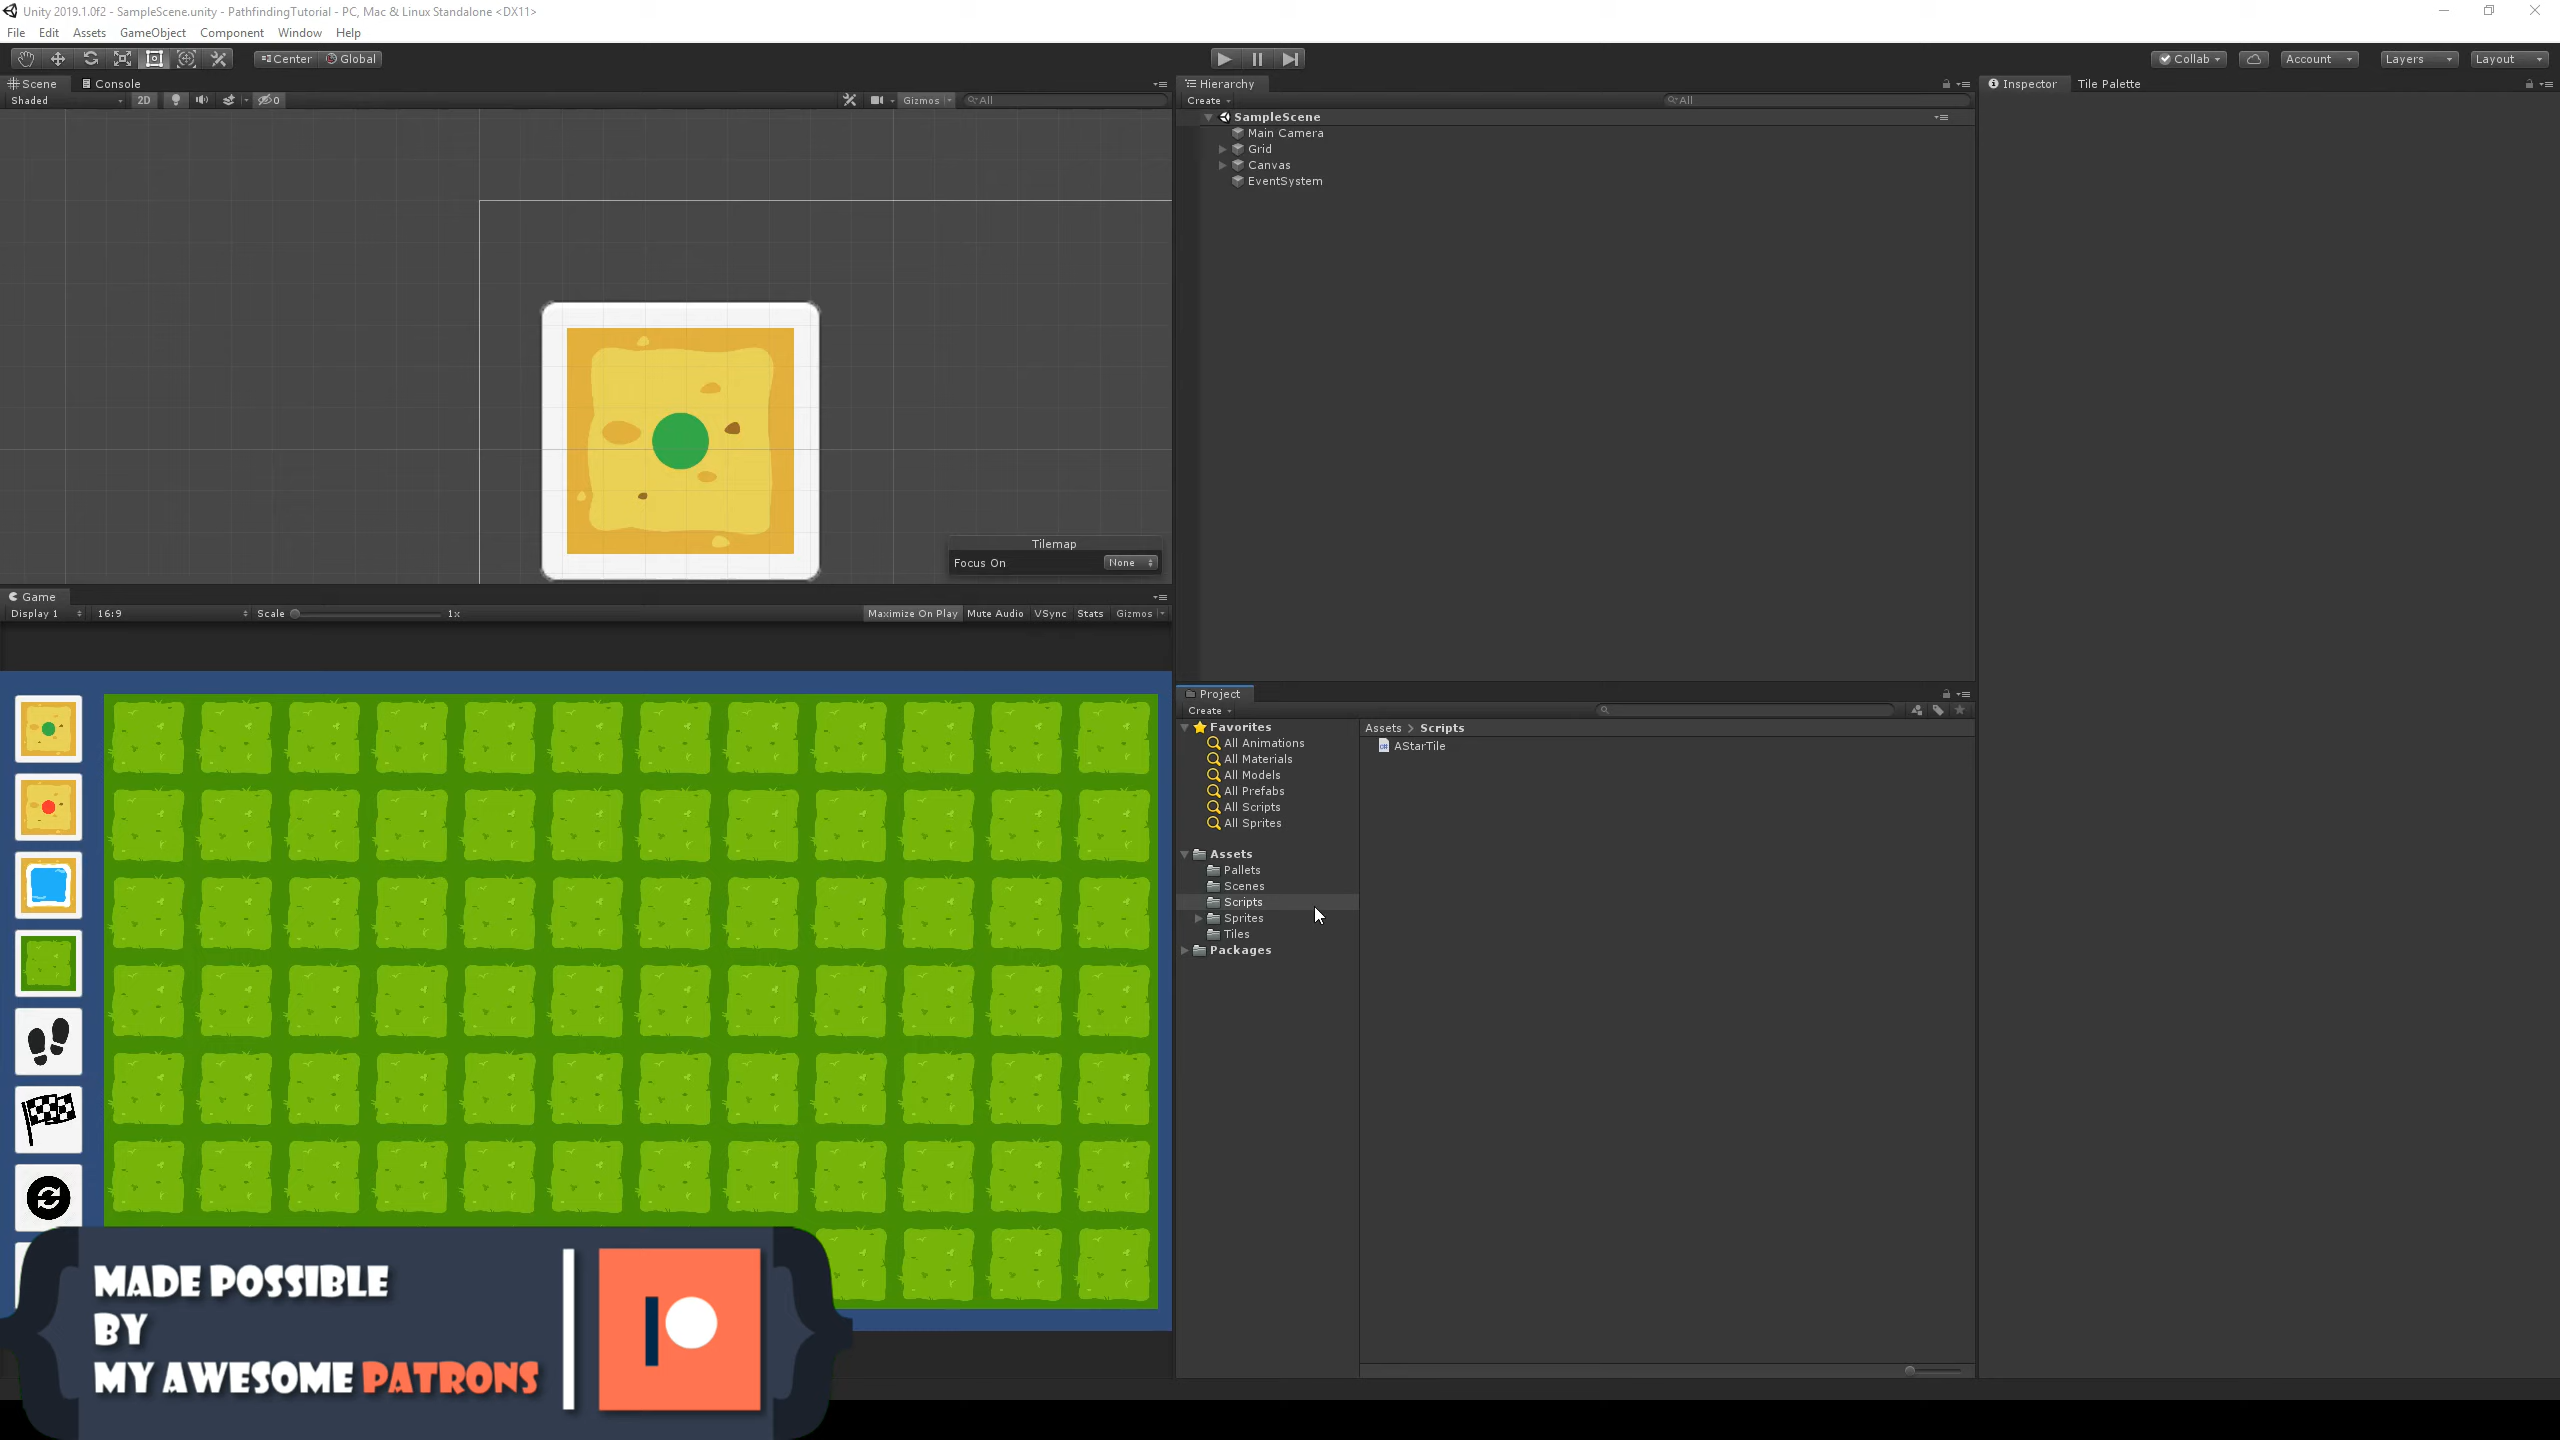 Unity 2019.1.0f2 - SampleScene.unity - PathfindingTutorial - PC, Mac & Linux Standalone <DX11>
File Edit Assets GameObject Component Window Help
Center Global Collab Account Layers Layout
Scene Console
Shaded 2D 0 Gizmos All
Tilemap
Focus On None
Game
Display 1 16:9 Scale 1x Maximize On Play Mute Audio VSync Stats Gizmos
MADE POSSIBLE
BY
MY AWESOME PATRONS
Hierarchy
Create All
SampleScene
Main Camera
Grid
Canvas
EventSystem
Project
Create
Favorites
All Animations
All Materials
All Models
All Prefabs
All Scripts
All Sprites
Assets
Pallets
Scenes
Scripts
Sprites
Tiles
Packages
Assets > Scripts
AStarTile
Inspector Tile Palette